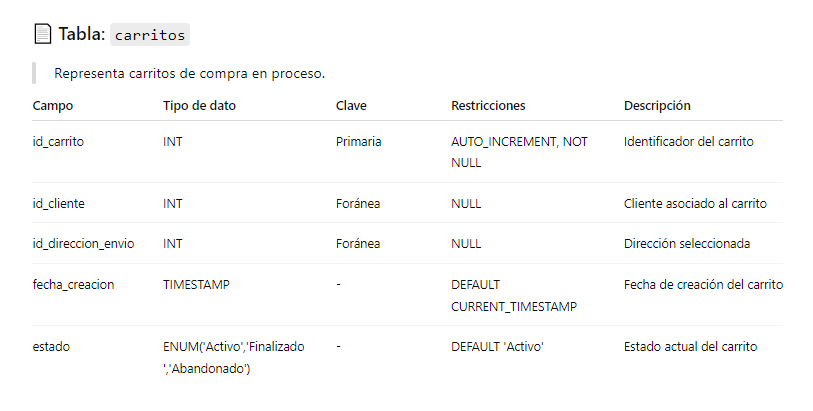 Tabla: carritos
Representa carritos de compra en proceso.
Campo Tipo de dato Clave Restricciones Descripción
id_carrito INT Primaria AUTO_INCREMENT, NOT Identificador del carrito
NULL
id_cliente INT Foránea NULL Cliente asociado al carrito
id_direccion_envio INT Foránea NULL Dirección seleccionada
fecha_creacion TIMESTAMP - DEFAULT Fecha de creación del carrito
CURRENT_TIMESTAMP
estado ENUM('Activo','Finalizado - DEFAULT 'Activo' Estado actual del carrito
','Abandonado')